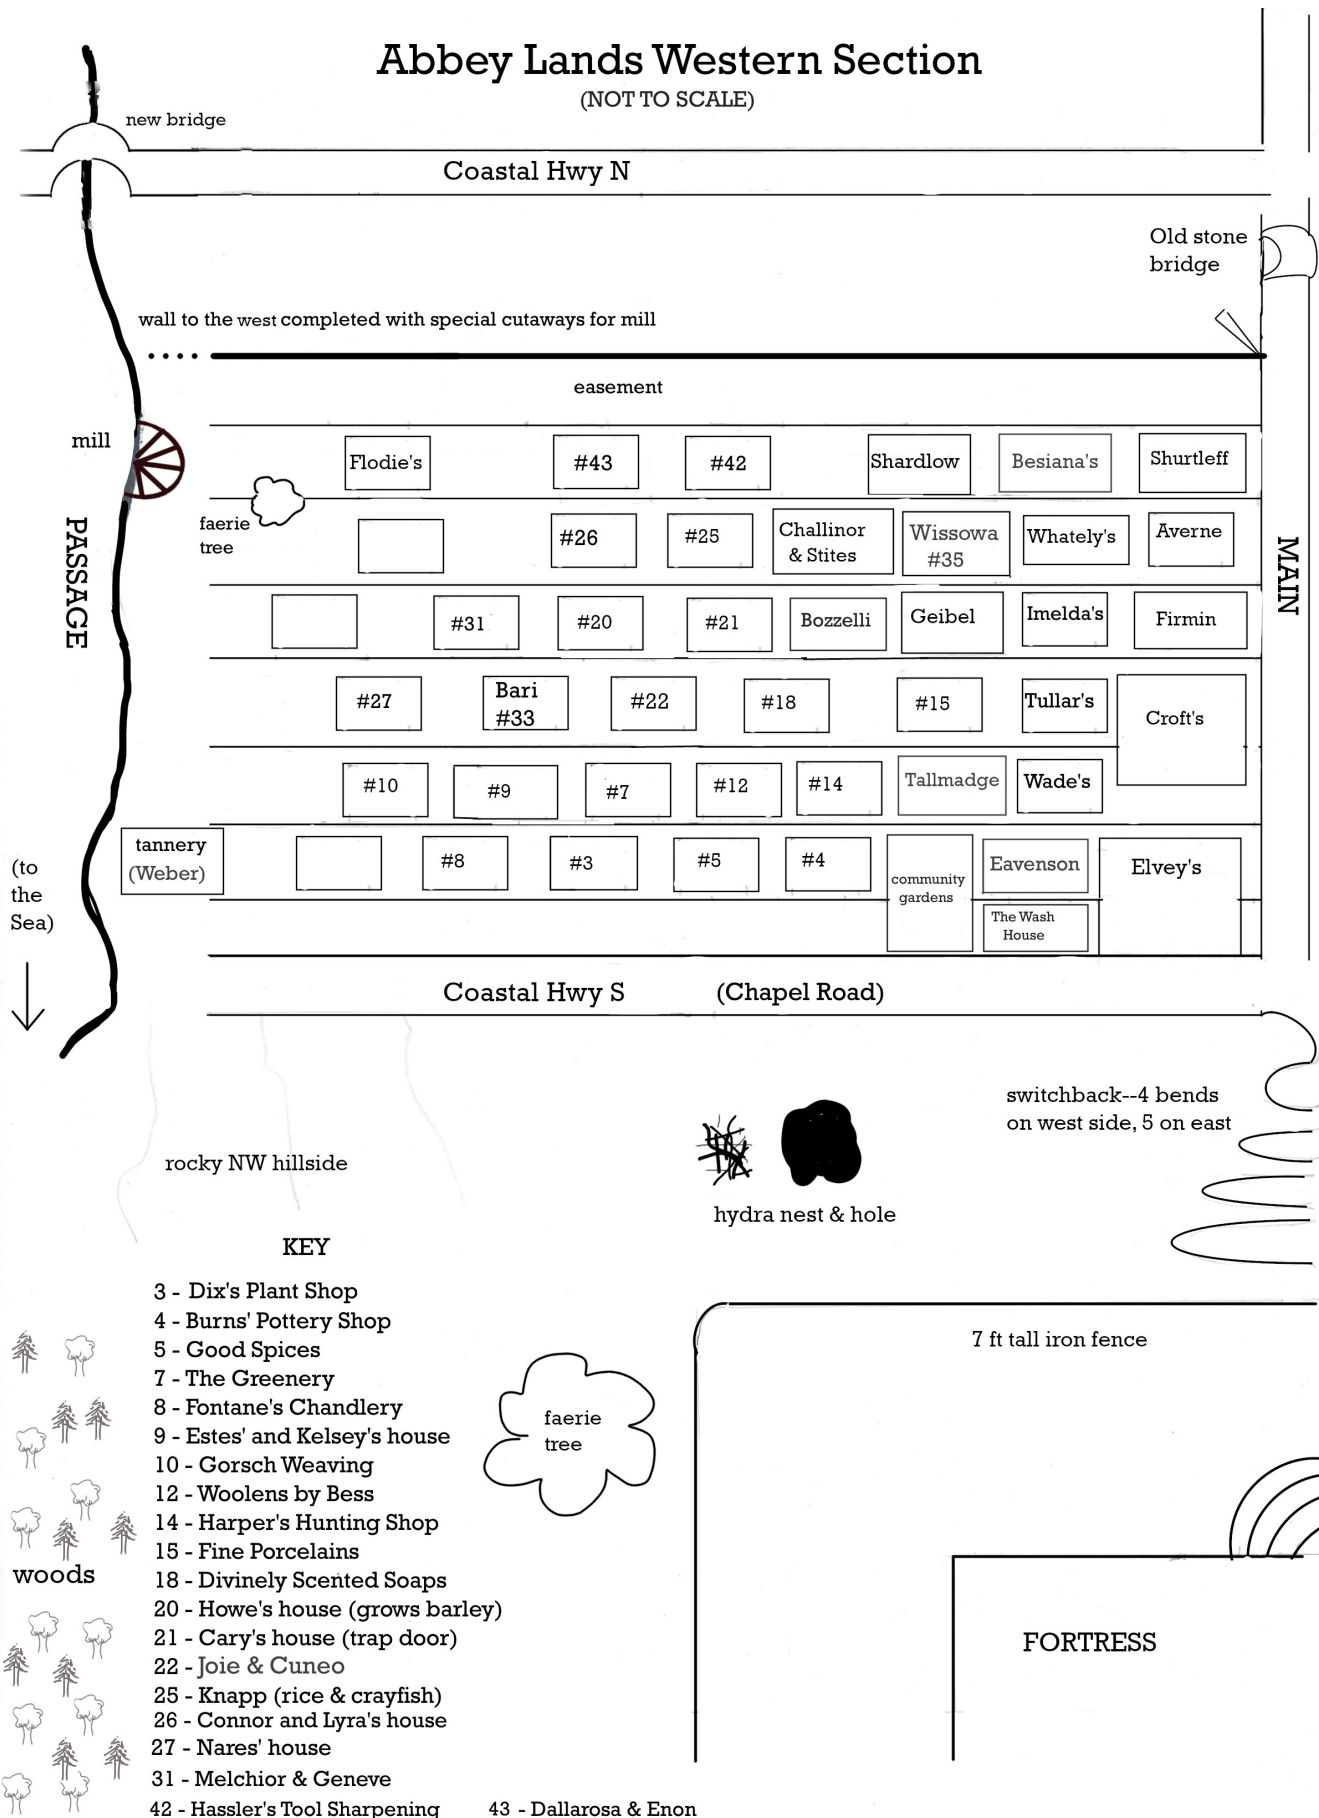 Abbey Lands Western Section
(NOT TO SCALE)
new bridge
Coastal Hwy N
Old stone
bridge
wall to the west completed with special cutaways for mill
easement
mill
PASSAGE
MAIN
Flodie's
#43
#42
Shardlow
Besiana's
Shurtleff
faerie
tree
#26
#25
Challinor
& Stites
Wissowa
#35
Whately's
Averne
#31
#20
#21
Bozzelli
Geibel
Imelda's
Firmin
#27
Bari
#33
#22
#18
#15
Tullar's
Croft's
#10
#9
#7
#12
#14
Tallmadge
Wade's
tannery
(Weber)
(to
the
Sea)
#8
#3
#5
#4
community
gardens
Eavenson
Elvey's
The Wash
House
Coastal Hwy S (Chapel Road)
switchback--4 bends
on west side, 5 on east
rocky NW hillside
hydra nest & hole
KEY
3 - Dix's Plant Shop
4 - Burns' Pottery Shop
5 - Good Spices
7 - The Greenery
8 - Fontane's Chandlery
9 - Estes' and Kelsey's house
10 - Gorsch Weaving
12 - Woolens by Bess
14 - Harper's Hunting Shop
15 - Fine Porcelains
18 - Divinely Scented Soaps
20 - Howe's house (grows barley)
21 - Cary's house (trap door)
22 - Joie & Cuneo
25 - Knapp (rice & crayfish)
26 - Connor and Lyra's house
27 - Nares' house
31 - Melchior & Geneve
42 - Hassler's Tool Sharpening 43 - Dallarosa & Enon
7 ft tall iron fence
faerie
tree
woods
FORTRESS